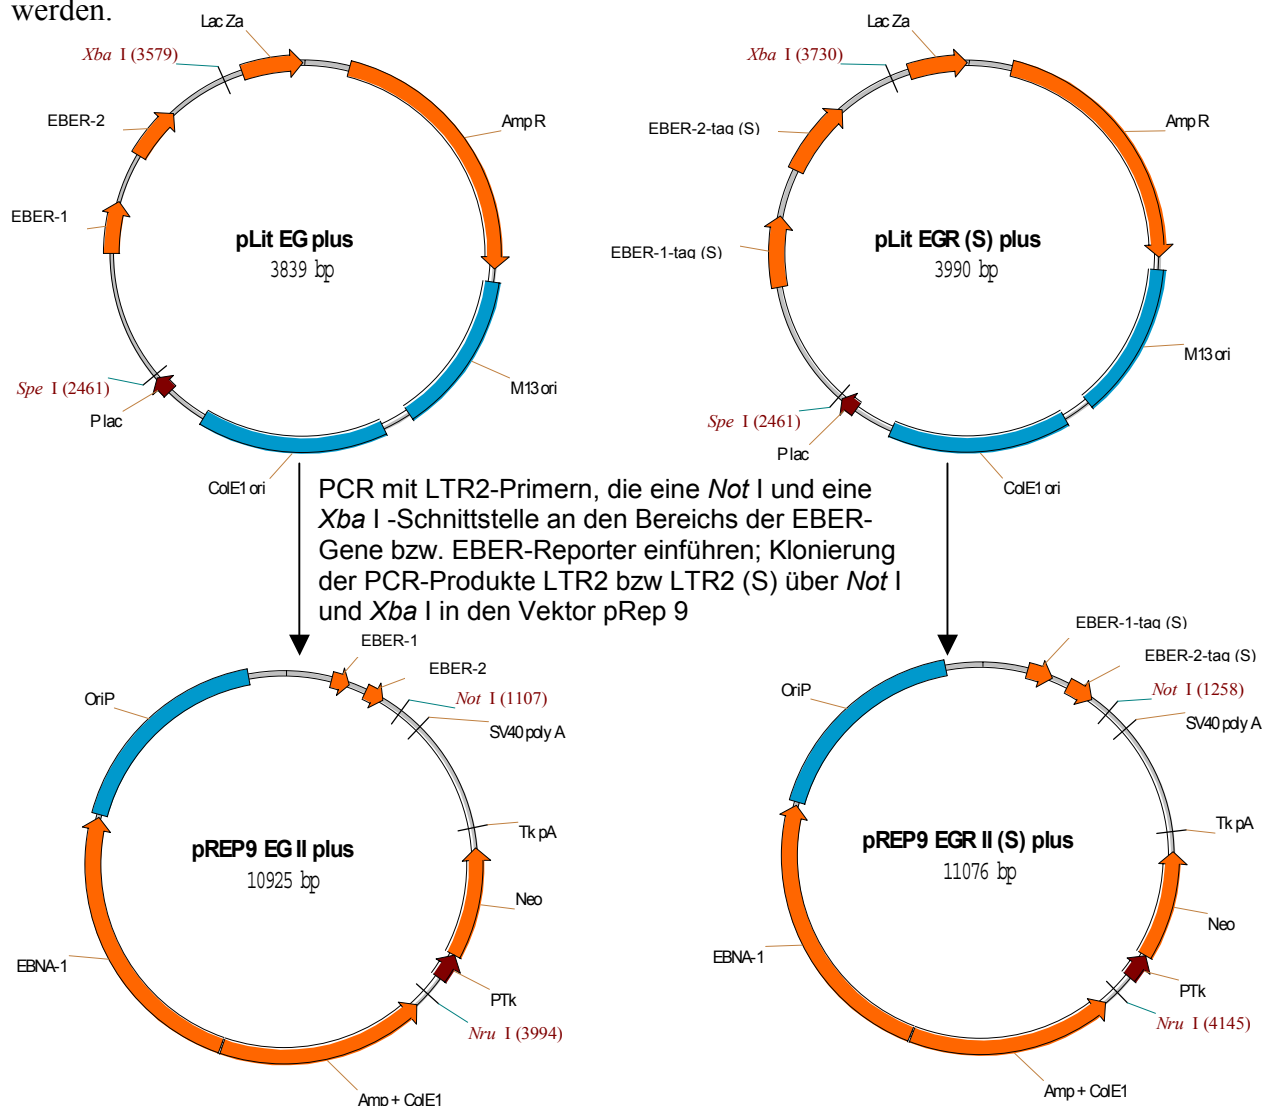 werden.
Lac Za
Xba I (3579)
EBER-2
Amp R
EBER-1
pLit EG plus
3839 bp
Spe I (2461)
P lac
M13 ori
ColE1 ori
Lac Za
Xba I (3730)
EBER-2-tag (S)
Amp R
EBER-1-tag (S)
pLit EGR (S) plus
3990 bp
M13 ori
Spe I (2461)
P lac
ColE1 ori
PCR mit LTR2-Primern, die eine Not I und eine
Xba I -Schnittstelle an den Bereichs der EBER-
Gene bzw. EBER-Reporter einführen; Klonierung
der PCR-Produkte LTR2 bzw LTR2 (S) über Not I
und Xba I in den Vektor pRep 9
EBER-1
EBER-2
OriP
Not I (1107)
SV40 poly A
Tk pA
pREP9 EG II plus
10925 bp
Neo
EBNA-1
PTk
Nru I (3994)
Amp + ColE1
EBER-1-tag (S)
EBER-2-tag (S)
OriP
Not I (1258)
SV40 poly A
Tk pA
pREP9 EGR II (S) plus
11076 bp
Neo
EBNA-1
PTk
Nru I (4145)
Amp + ColE1